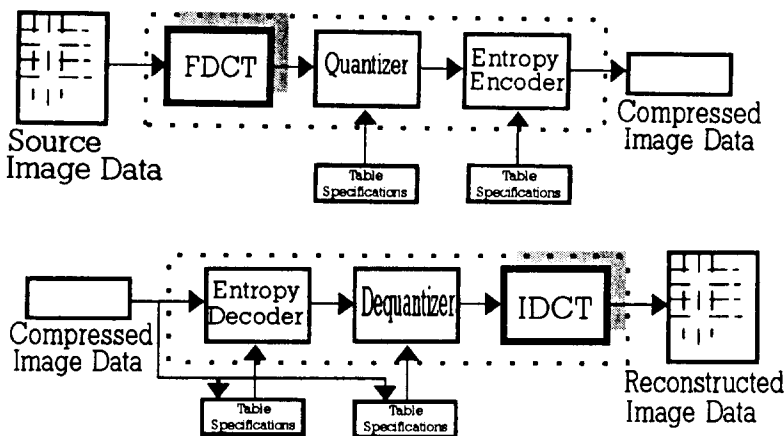 FDCT
Quantizer
Entropy
Encoder
Source
Image Data
Compressed
Image Data
Table
Specifications
Table
Specifications
Entropy
Decoder
Dequantizer
IDCT
Compressed
Image Data
Table
Specifications
Table
Specifications
Reconstructed
Image Data